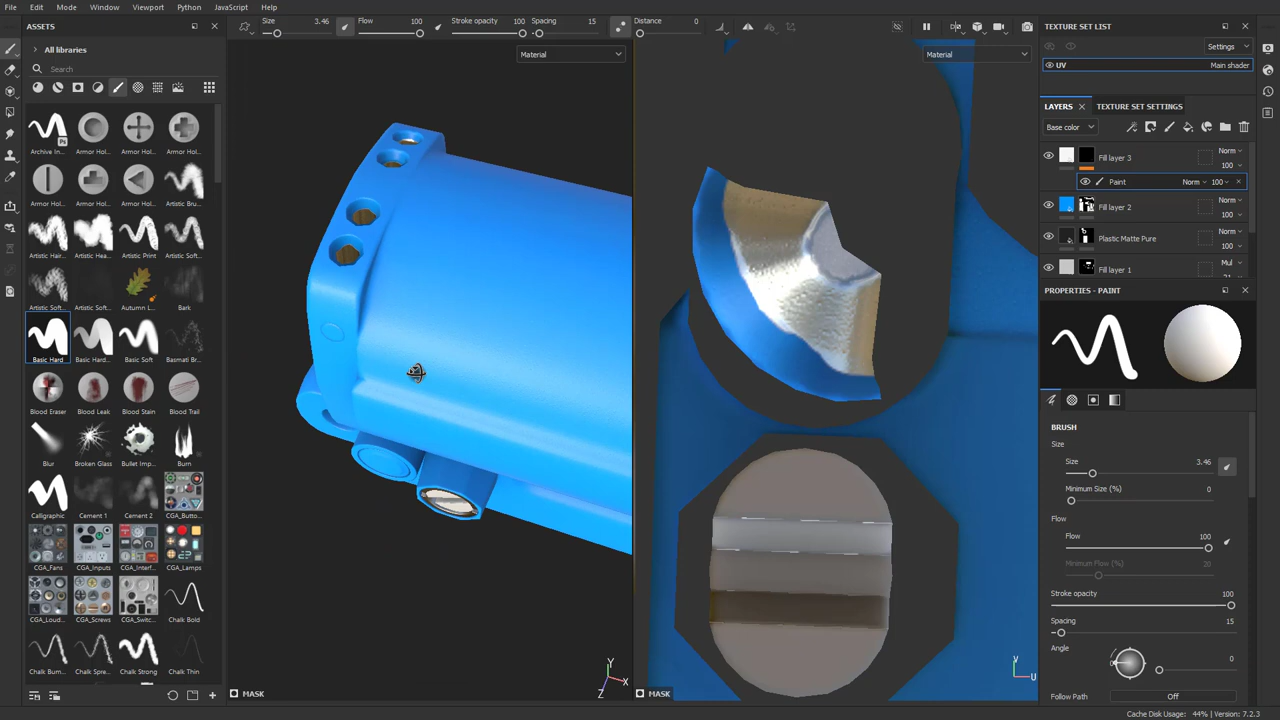 File Edit Mode Window Viewport Python JavaScript Help
ASSETS
All libraries
Search
Archive In...
Armor Hol...
Armor Hol...
Armor Hol...
Armor Hol...
Armor Hol...
Armor Hol...
Artistic Bru...
Artistic Hair...
Artistic Hea...
Artistic Print
Artistic Soft...
Artistic Soft...
Artistic Soft...
Autumn L...
Bark
Basic Hard
Basic Hard...
Basic Soft
Basmati Br...
Blood Eraser
Blood Leak
Blood Stain
Blood Trail
Blur
Broken Glass
Bullet Imp...
Burn
Calligraphic
Cement 1
Cement 2
CGA_Butto...
CGA_Fans
CGA_Inputs
CGA_Interf...
CGA_Lamps
CGA_Loud...
CGA_Screws
CGA_Switc...
Chalk Bold
Chalk Bum...
Chalk Spre...
Chalk Strong
Chalk Thin
Size 3.46
Flow 100
Stroke opacity 100
Spacing 15
Distance 0
Material
Material
Y
X
Z
V
U
MASK
MASK
TEXTURE SET LIST
Settings
UV Main shader
LAYERS TEXTURE SET SETTINGS
Base color
Fill layer 3 Norm 100
Paint Norm 100
Fill layer 2 Norm 100
Plastic Matte Pure Norm 100
Fill layer 1 Mul
PROPERTIES - PAINT
BRUSH
Size
Size 3.46
Minimum Size (%) 0
Flow
Flow 100
Minimum Flow (%) 20
Stroke opacity 100
Spacing 15
Angle
0
Follow Path Off
Cache Disk Usage: 44% | Version: 7.2.3